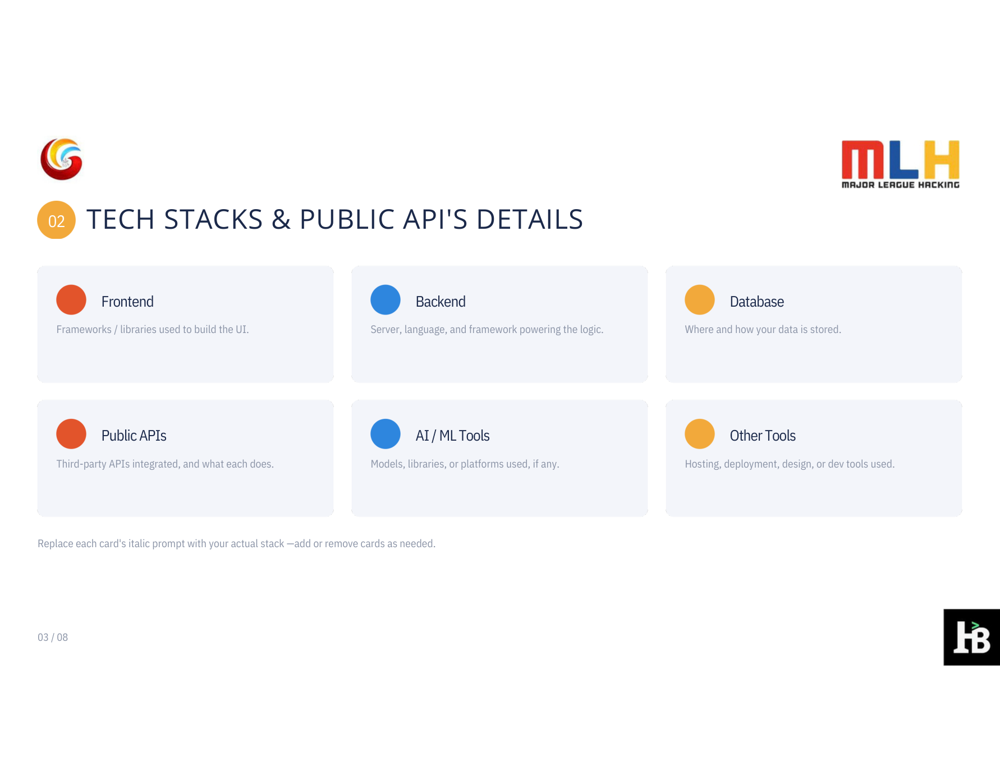 MLH
MAJOR LEAGUE HACKING
02 TECH STACKS & PUBLIC API'S DETAILS
Frontend
Frameworks / libraries used to build the UI.
Backend
Server, language, and framework powering the logic.
Database
Where and how your data is stored.
Public APIs
Third-party APIs integrated, and what each does.
AI / ML Tools
Models, libraries, or platforms used, if any.
Other Tools
Hosting, deployment, design, or dev tools used.
Replace each card's italic prompt with your actual stack —add or remove cards as needed.
03 / 08
HB